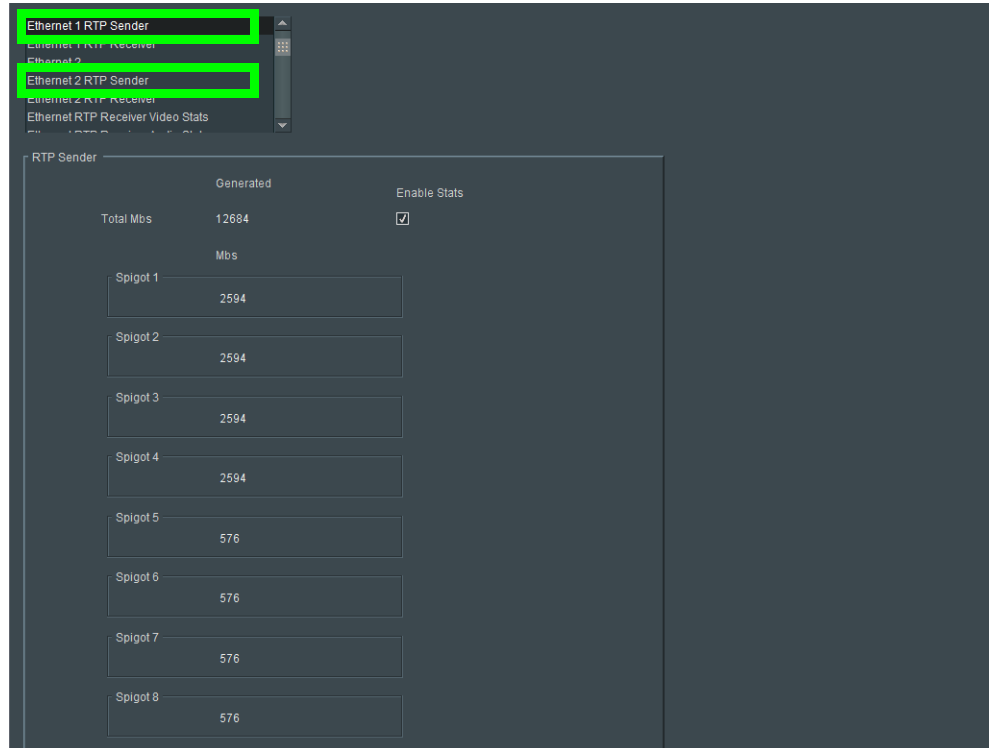 Ethernet 1 RTP Sender
Ethernet 1 RTP Receiver
Ethernet 2
Ethernet 2 RTP Sender
Ethernet 2 RTP Receiver
Ethernet RTP Receiver Video Stats
RTP Sender
Generated
Enable Stats
Total Mbs 12684
Mbs
Spigot 1
2594
Spigot 2
2594
Spigot 3
2594
Spigot 4
2594
Spigot 5
576
Spigot 6
576
Spigot 7
576
Spigot 8
576